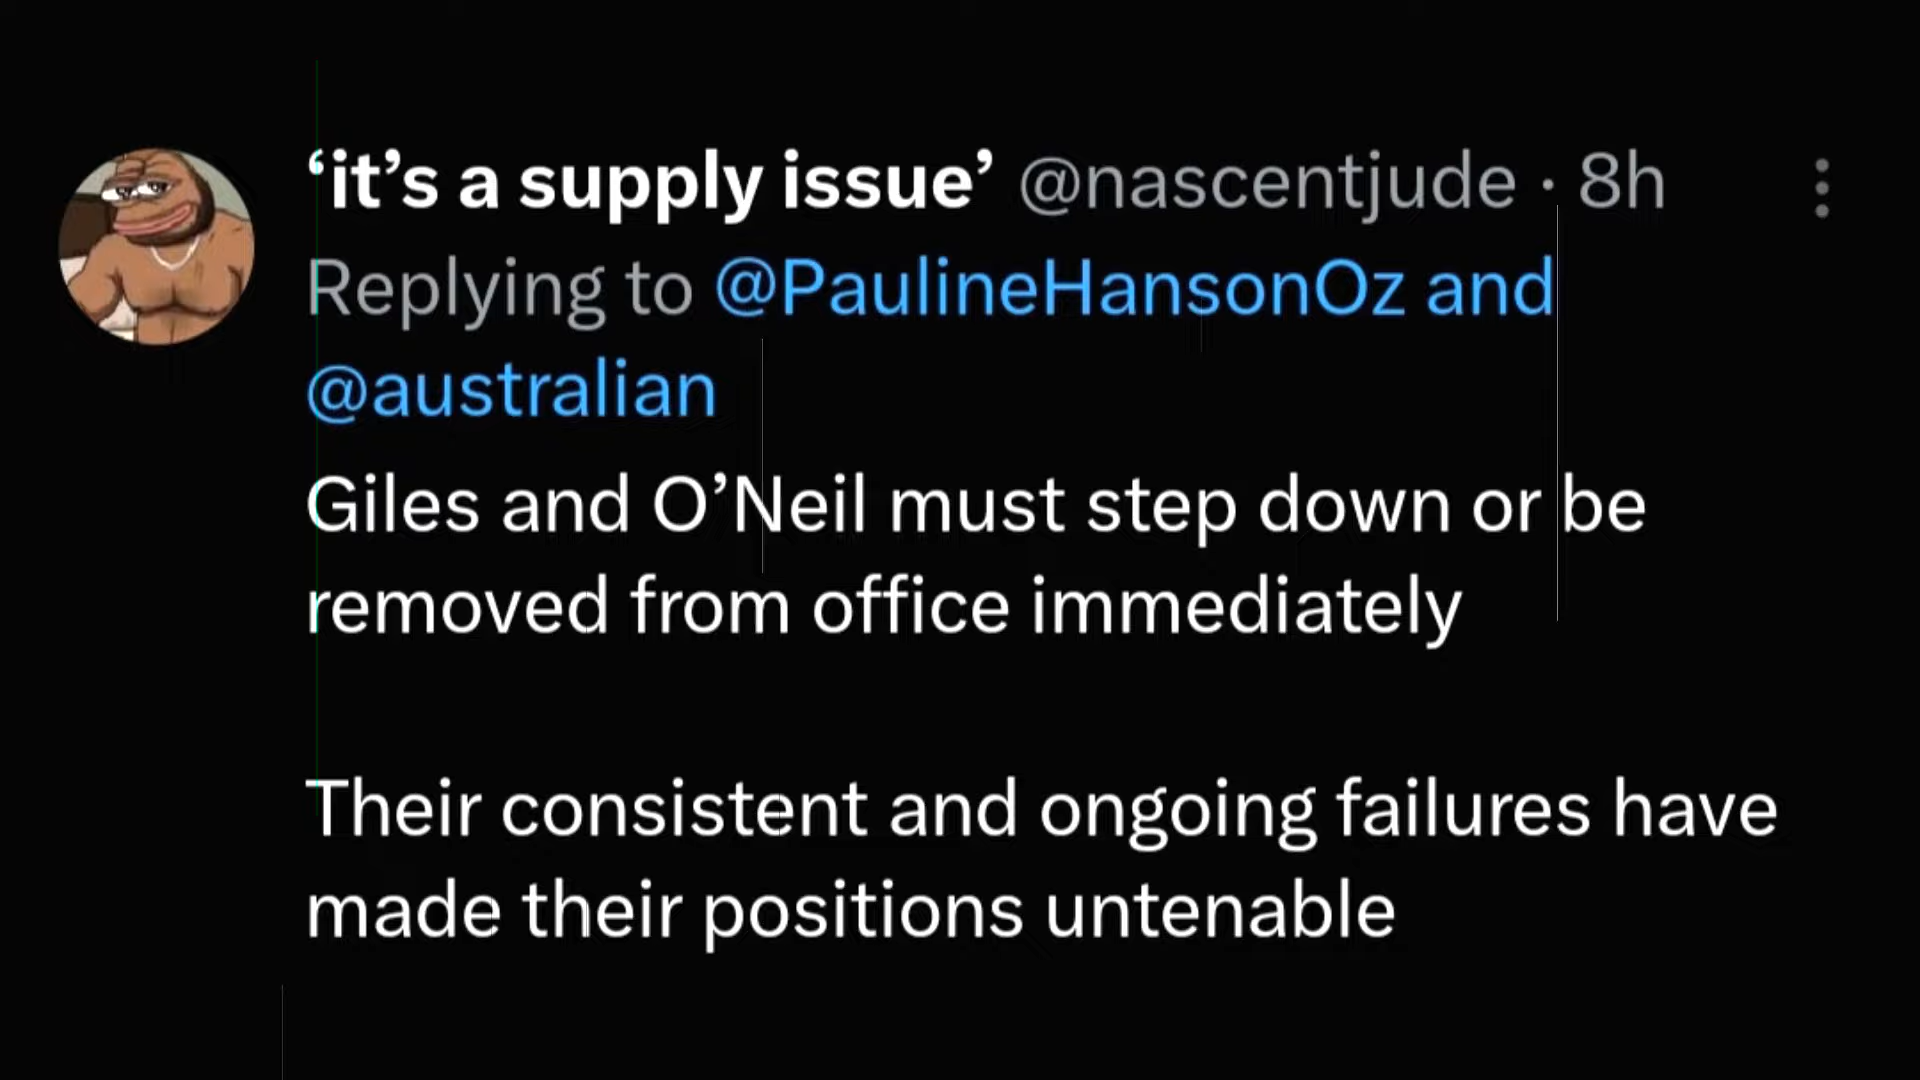 ‘it’s a supply issue’ @nascentjude · 8h
Replying to @PaulineHansonOz and
@australian
Giles and O’Neil must step down or be
removed from office immediately
Their consistent and ongoing failures have
made their positions untenable